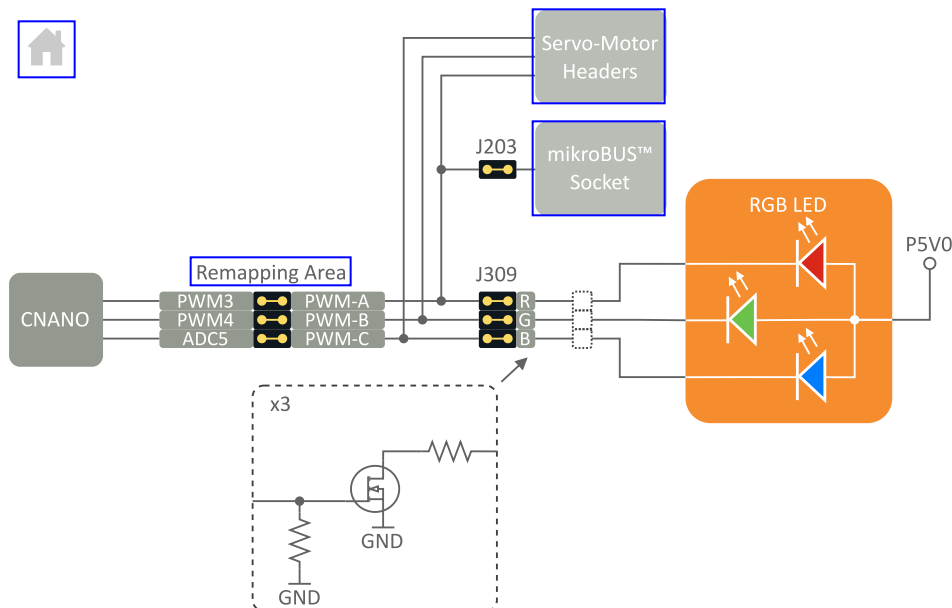 Servo-Motor
Headers
J203
mikroBUS™
Socket
RGB LED
P5V0
Remapping Area
J309
CNANO
PWM3
PWM-A
R
PWM4
PWM-B
G
ADC5
PWM-C
B
x3
GND
GND